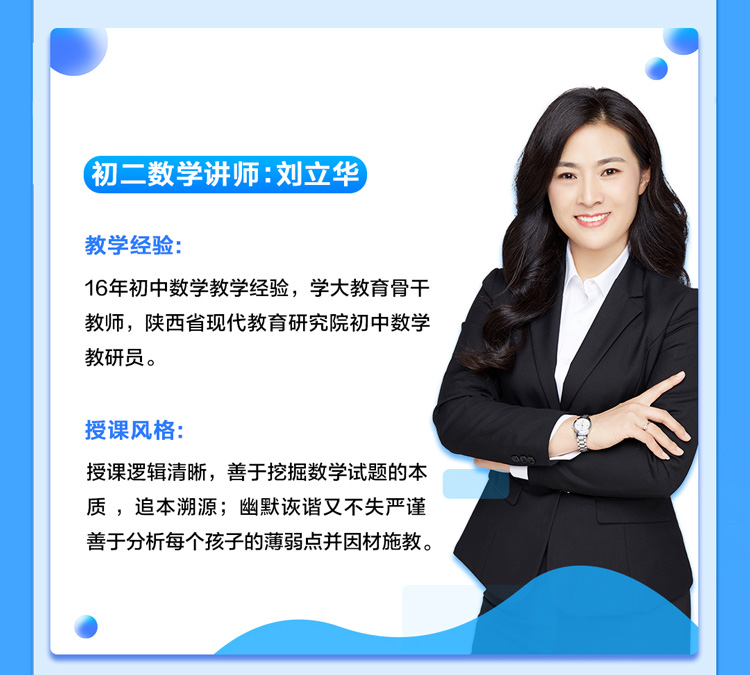 初二数学讲师:刘立华
教学经验:
16年初中数学教学经验，学大教育骨干
教师，陕西省现代教育研究院初中数学
教研员。
授课风格:
授课逻辑清晰，善于挖掘数学试题的本
质 ，追本溯源；幽默诙谐又不失严谨
善于分析每个孩子的薄弱点并因材施教。